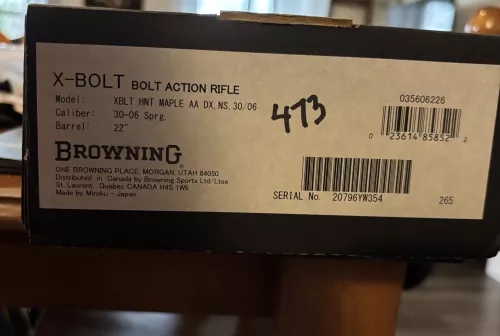 X-BOLT BOLT ACTION RIFLE
Model: XBLT HNT MAPLE AA DX, NS, 30/06
Caliber: 30-06 Sprg.
Barrel: 22"
473
035606226
0 23614 85852 2
BROWNING
ONE BROWNING PLACE, MORGAN, UTAH 84050
Distributed in Canada by Browning Sports Ltd/Ltee
St. Laurent, Quebec CANADA H4S 1W6
Made by Miroku - Japan
SERIAL No. 20796YW354
265